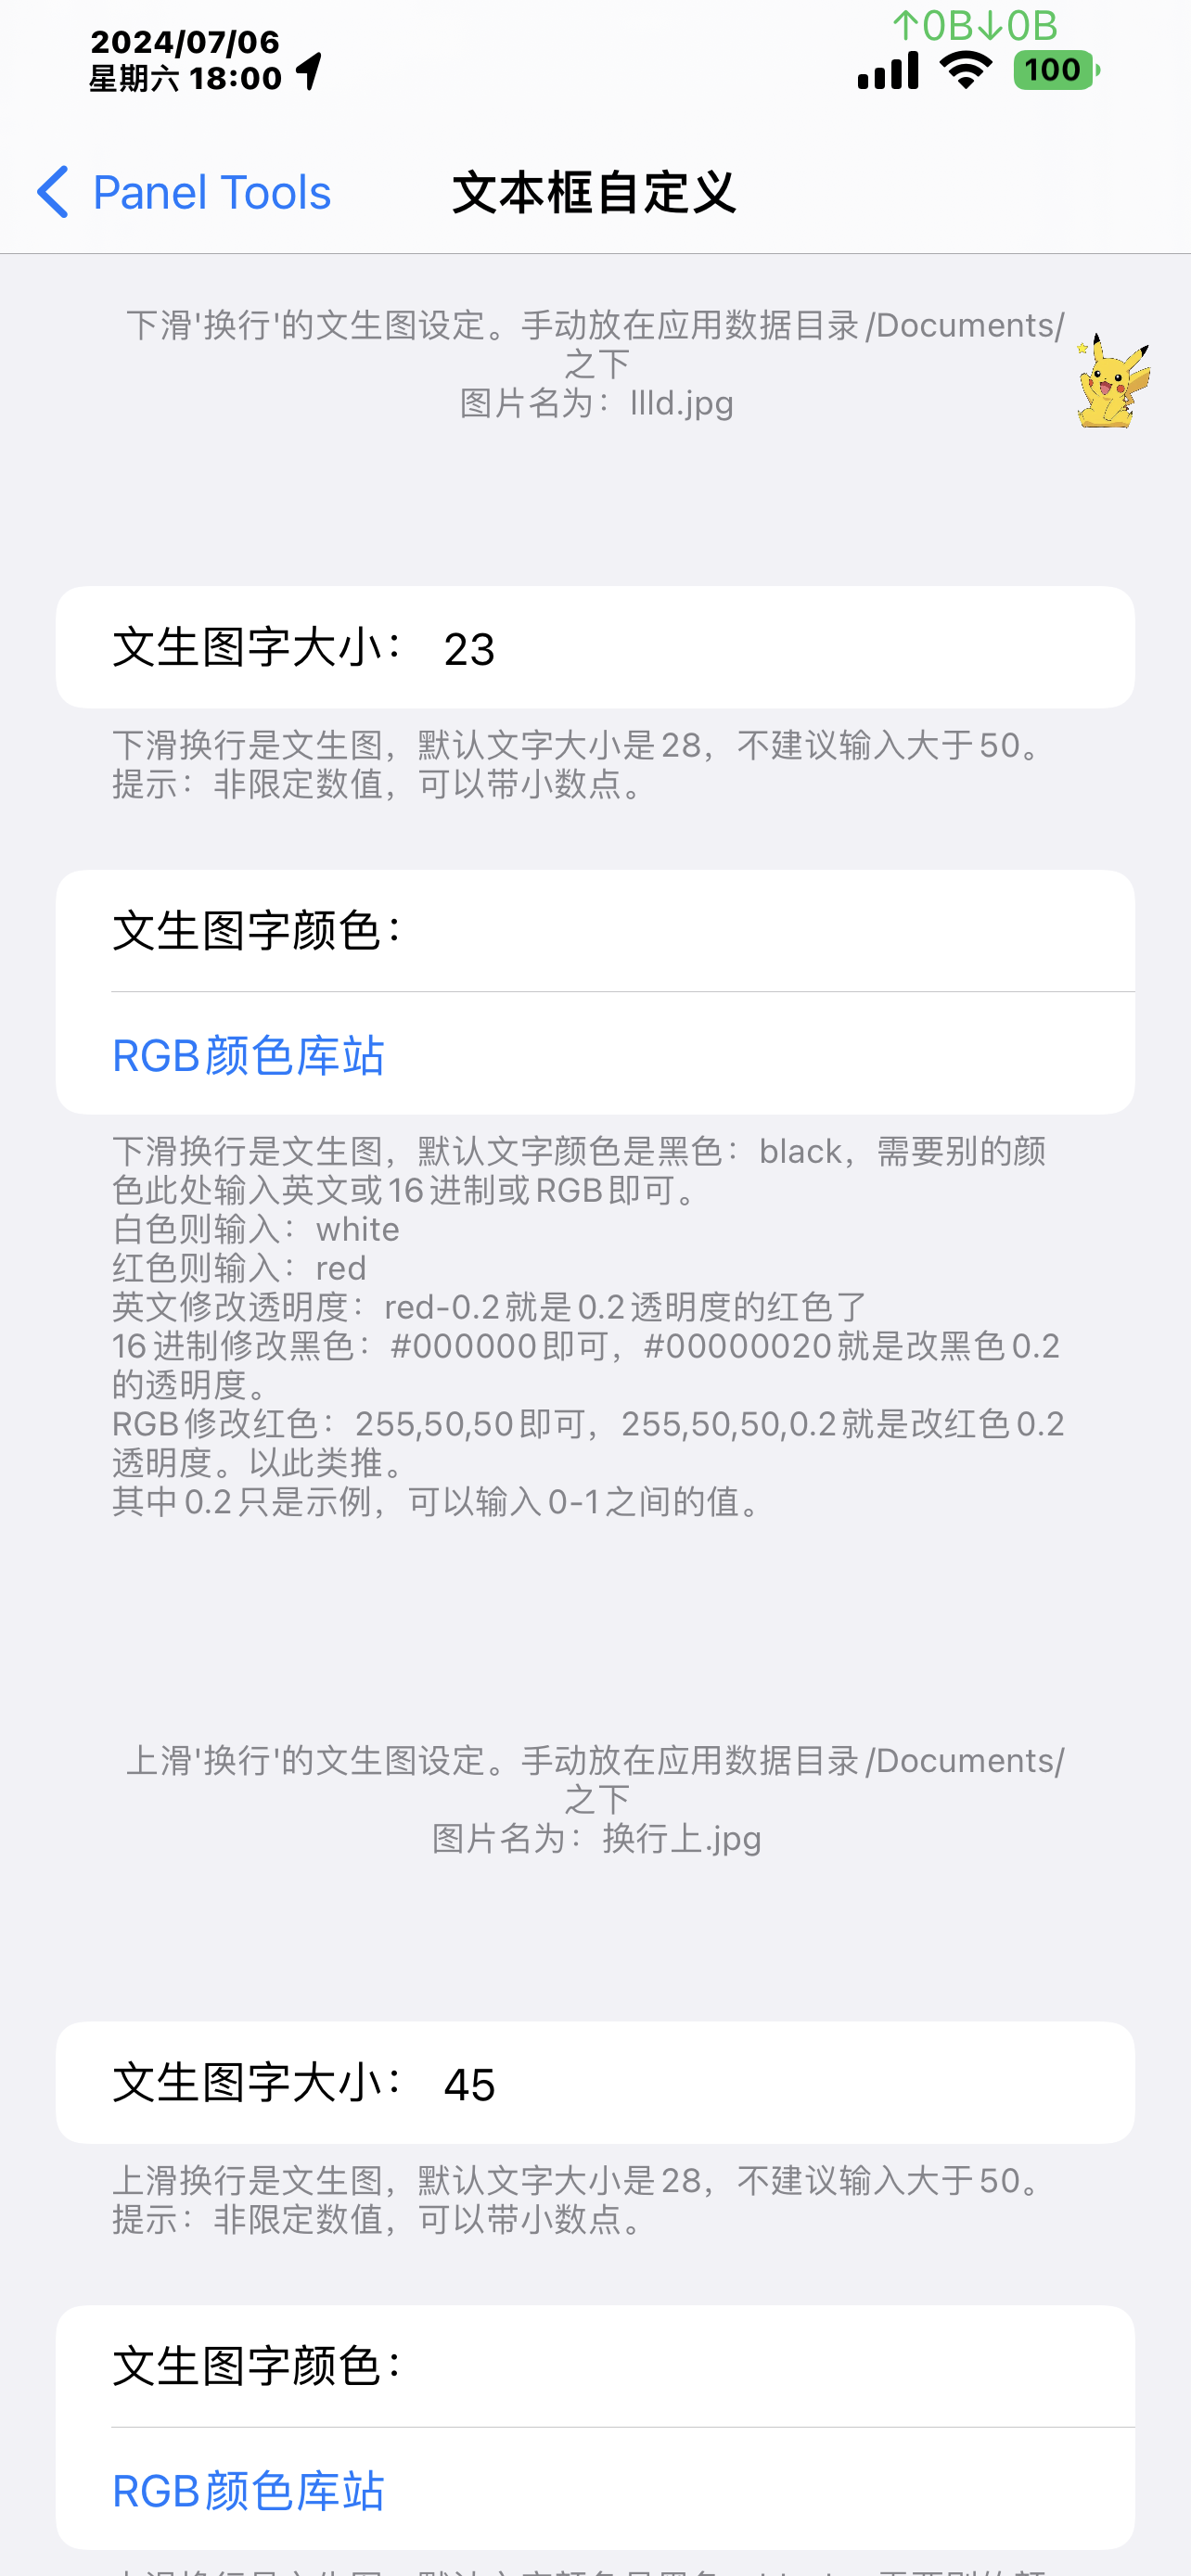 ↑0B↓0B
2024/07/06
星期六 18:00
100
Panel Tools
文本框自定义
下滑'换行'的文生图设定。手动放在应用数据目录/Documents/
之下
图片名为：llld.jpg
文生图字大小： 23
下滑换行是文生图，默认文字大小是28，不建议输入大于50。
提示：非限定数值，可以带小数点。
文生图字颜色：
RGB颜色库站
下滑换行是文生图，默认文字颜色是黑色：black，需要别的颜
色此处输入英文或16进制或RGB即可。
白色则输入：white
红色则输入：red
英文修改透明度：red-0.2就是0.2透明度的红色了
16进制修改黑色：#000000即可，#00000020就是改黑色0.2
的透明度。
RGB修改红色：255,50,50即可，255,50,50,0.2就是改红色0.2
透明度。以此类推。
其中0.2只是示例，可以输入0-1之间的值。
上滑'换行'的文生图设定。手动放在应用数据目录/Documents/
之下
图片名为：换行上.jpg
文生图字大小： 45
上滑换行是文生图，默认文字大小是28，不建议输入大于50。
提示：非限定数值，可以带小数点。
文生图字颜色：
RGB颜色库站